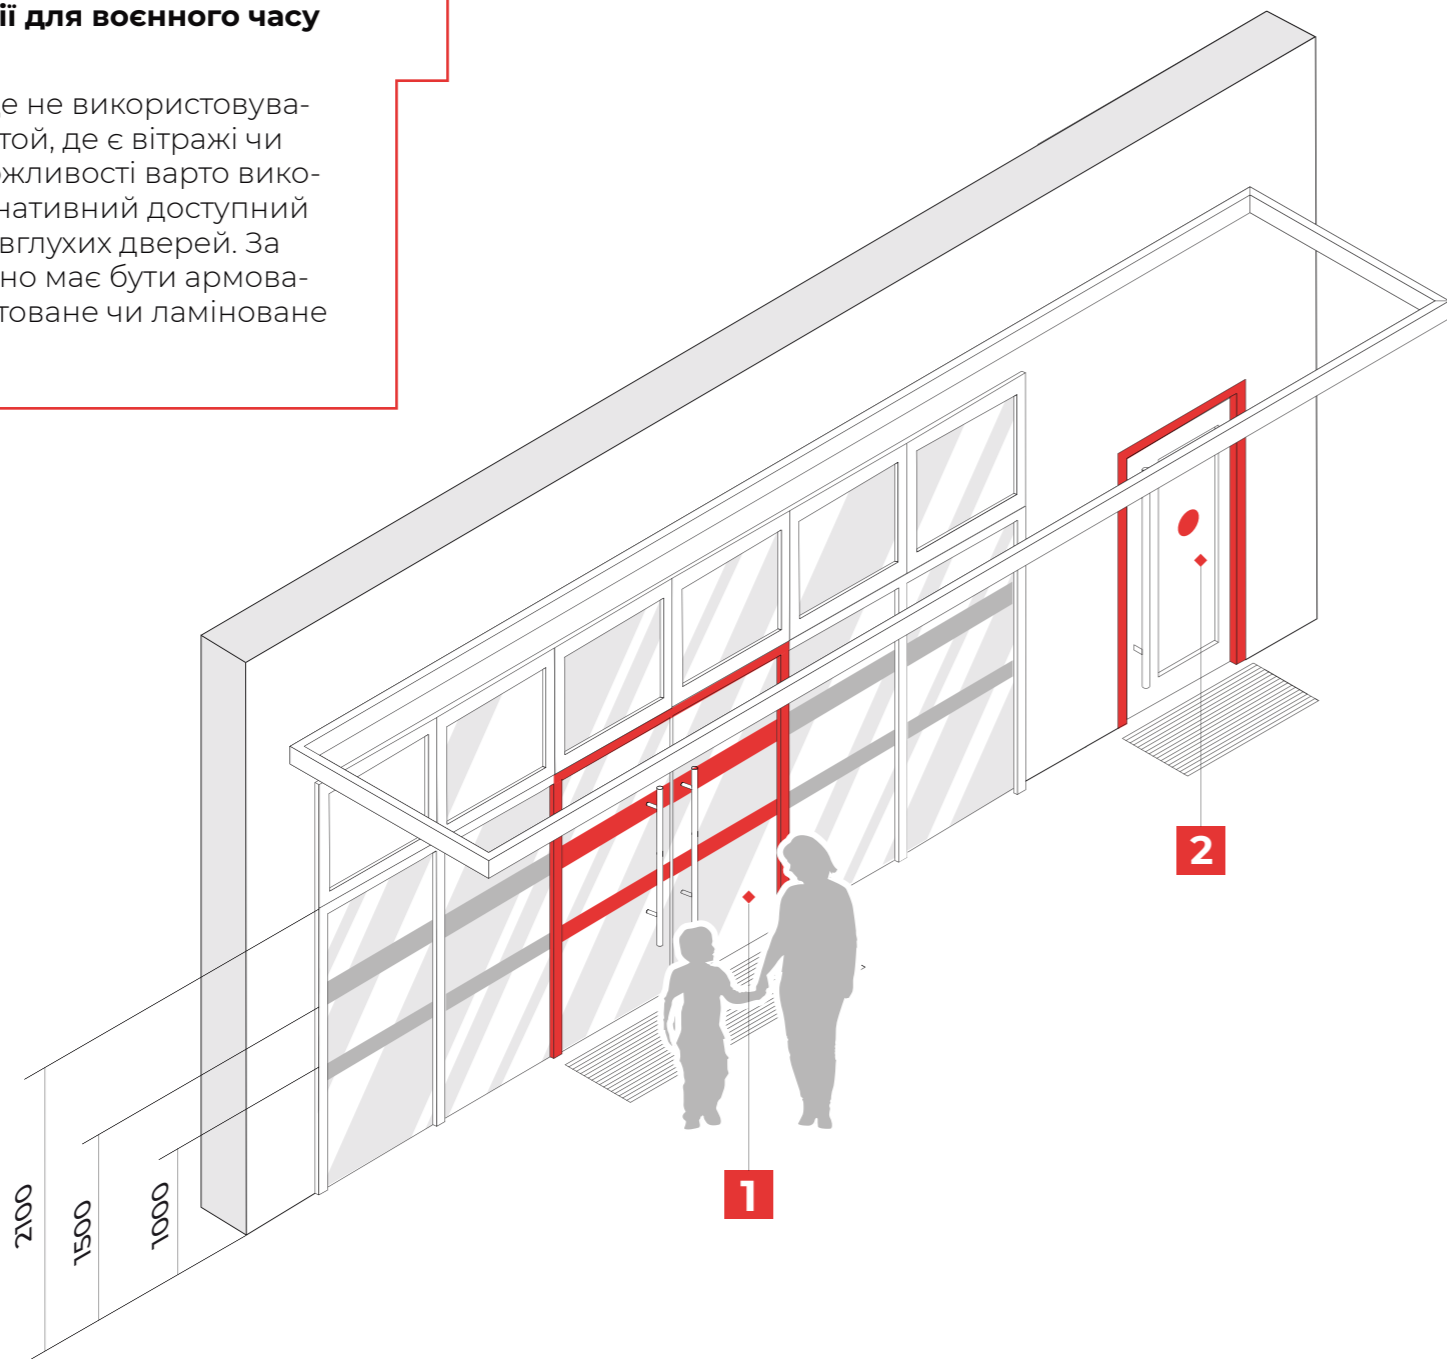 ії для воєнного часу
це не використовува-
той, де є вітражі чи
жливості варто вико-
нативний доступний
вглухих дверей. За
но має бути армова-
товане чи ламіноване
2
1
2100
1500
1000